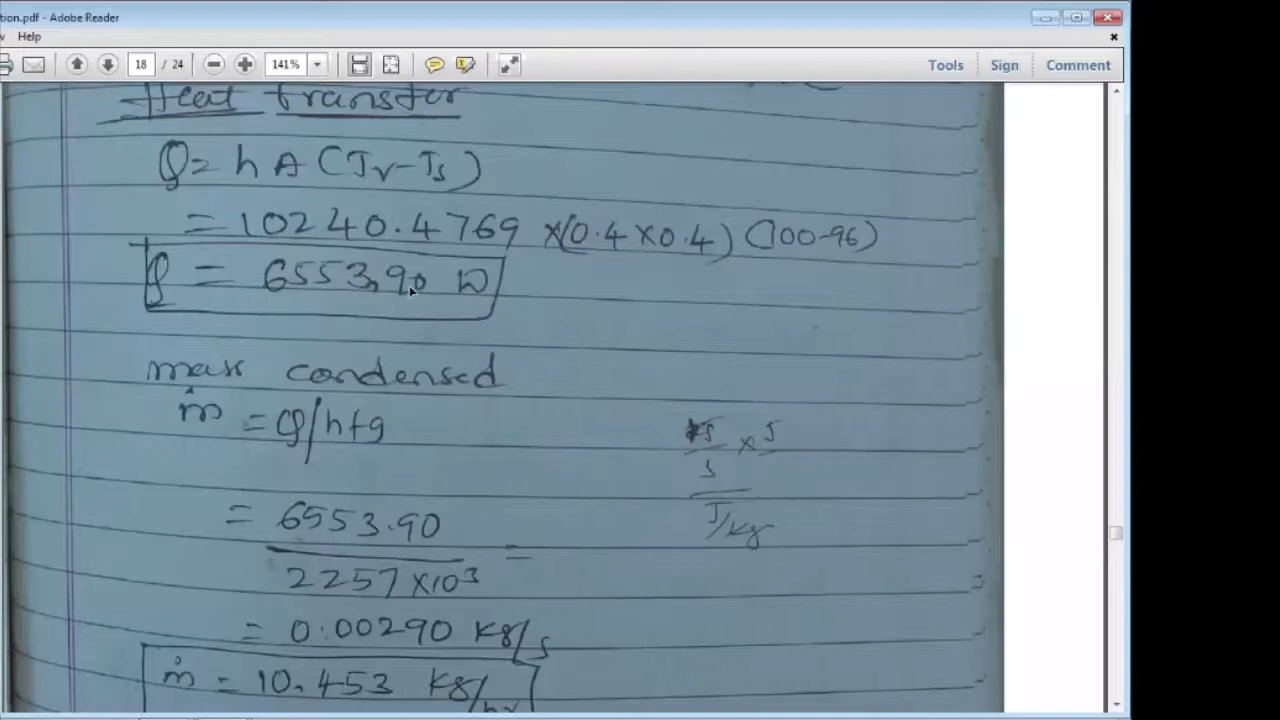 tion.pdf - Adobe Reader
Help
18 / 24 141% Tools Sign Comment
Heat transfer
Q = h A (Tv - Ts)
= 10240.4769 × (0.4 × 0.4) (100-96)
Q = 6553.90 W
mass condensed
ṁ = Q/hfg
= 6553.90 / 2257 × 10³ =
× s
s
J/kg
= 0.00290 kg/s
ṁ = 10.453 kg/hr